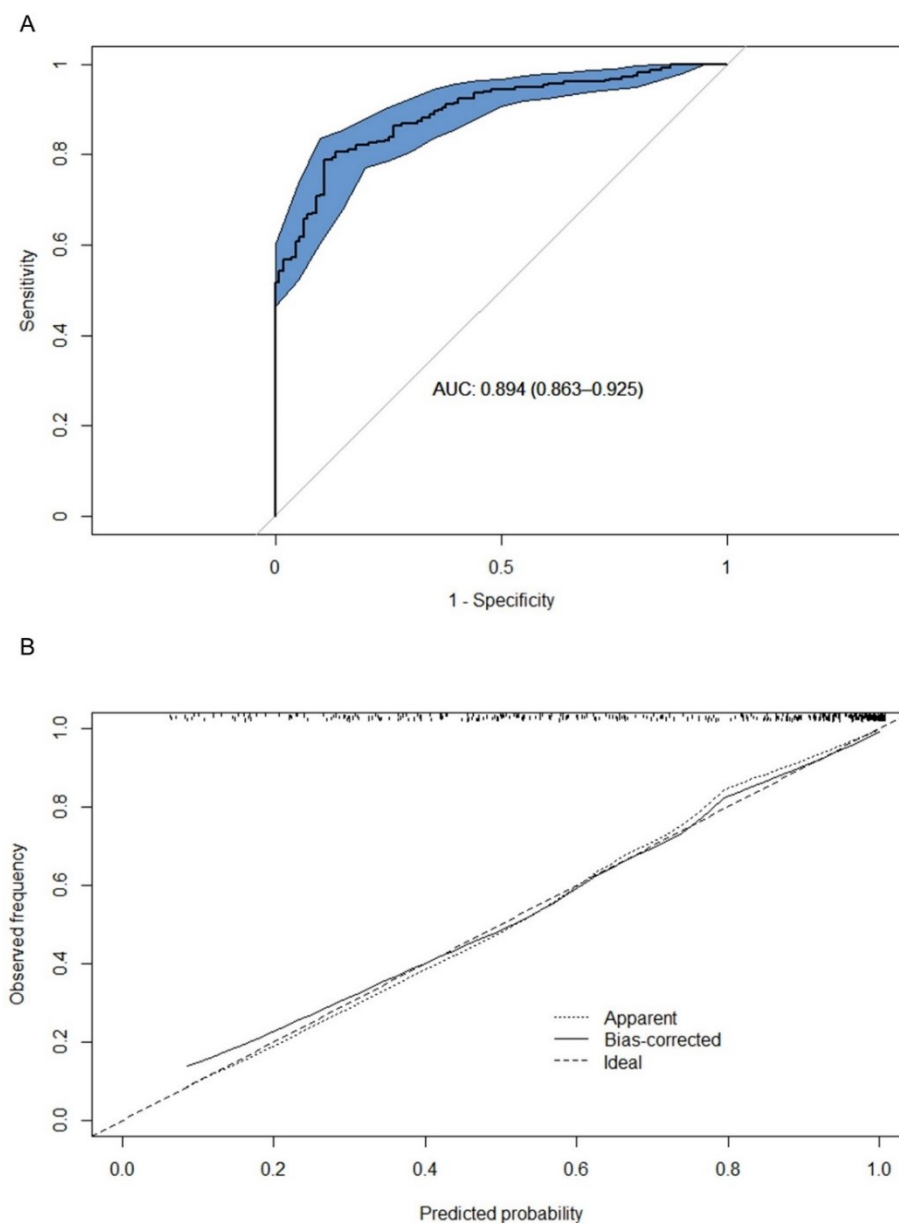 A
1
0.8
0.6
0.4
0.2
0
Sensitivity
AUC: 0.894 (0.863–0.925)
0
0.5
1
1 - Specificity
B
1.0
0.8
0.6
0.4
0.2
0.0
Observed frequency
Apparent
Bias-corrected
Ideal
0.0
0.2
0.4
0.6
0.8
1.0
Predicted probability